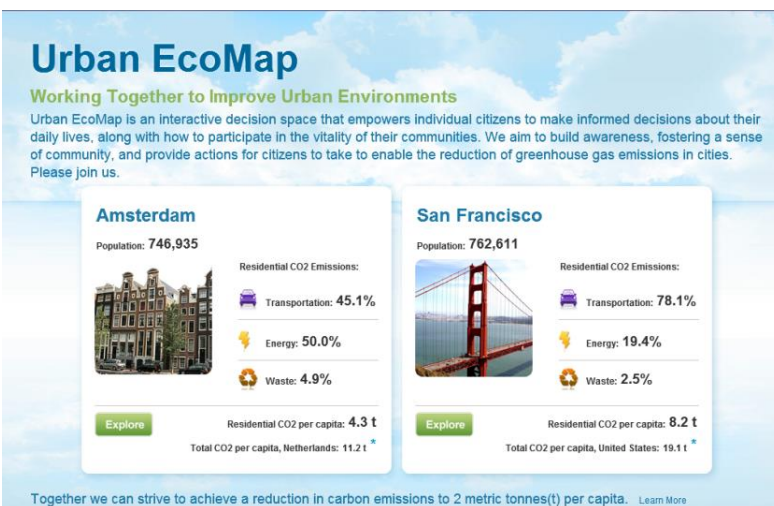 Urban EcoMap
Working Together to Improve Urban Environments
Urban EcoMap is an interactive decision space that empowers individual citizens to make informed decisions about their
daily lives, along with how to participate in the vitality of their communities. We aim to build awareness, fostering a sense
of community, and provide actions for citizens to take to enable the reduction of greenhouse gas emissions in cities.
Please join us.
Amsterdam
Population: 746,935
Residential CO2 Emissions:
Transportation: 45.1%
Energy: 50.0%
Waste: 4.9%
Explore
Residential CO2 per capita: 4.3 t
Total CO2 per capita, Netherlands: 11.2 t *
San Francisco
Population: 762,611
Residential CO2 Emissions:
Transportation: 78.1%
Energy: 19.4%
Waste: 2.5%
Explore
Residential CO2 per capita: 8.2 t
Total CO2 per capita, United States: 19.1 t *
Together we can strive to achieve a reduction in carbon emissions to 2 metric tonnes(t) per capita. Learn More